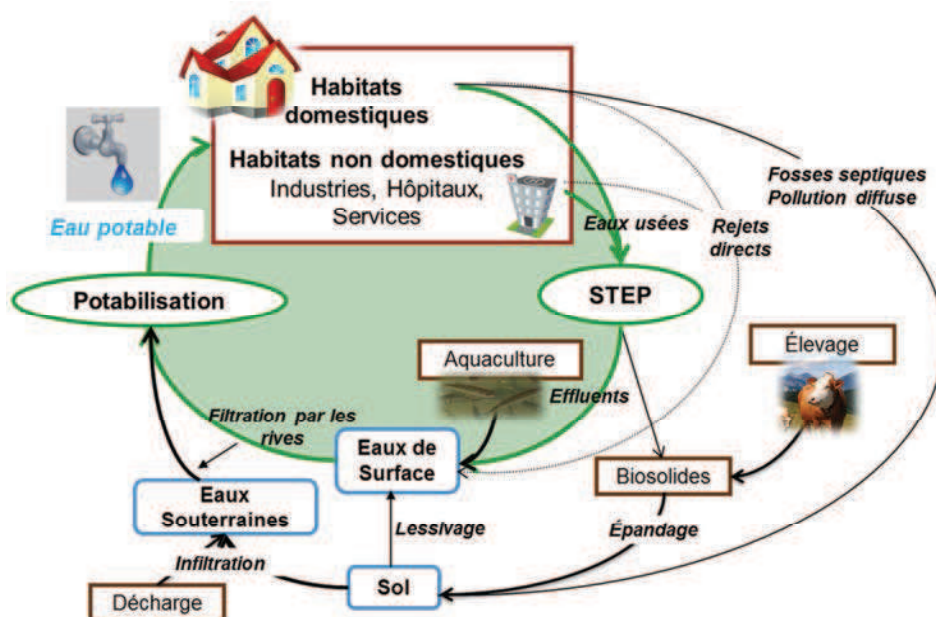 Habitats
domestiques
Habitats non domestiques
Industries, Hôpitaux,
Services
Eau potable
Fosses septiques
Pollution diffuse
Eaux usées
Rejets
directs
Potabilisation
STEP
Aquaculture
Élevage
Effluents
Filtration par les
rives
Eaux de
Surface
Biosolides
Eaux
Souterraines
Lessivage
Épandage
Infiltration
Sol
Décharge